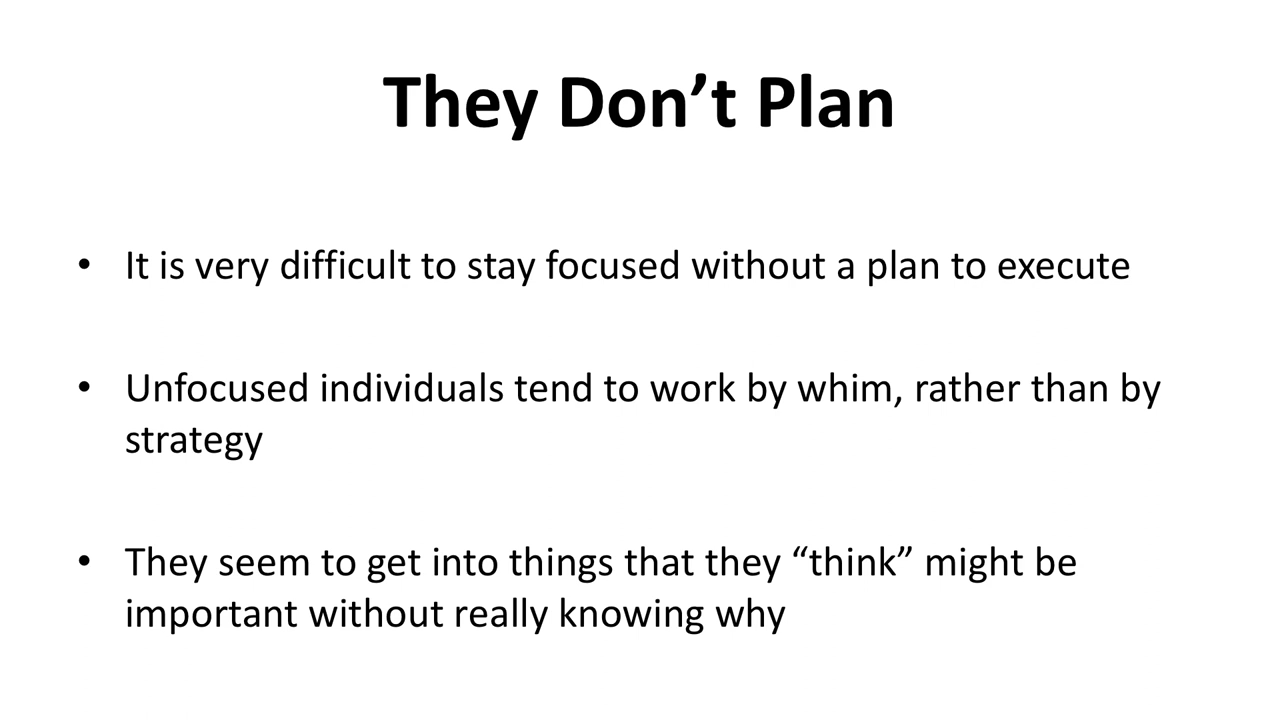 They Don’t Plan
• It is very difficult to stay focused without a plan to execute
• Unfocused individuals tend to work by whim, rather than by
strategy
• They seem to get into things that they “think” might be
important without really knowing why